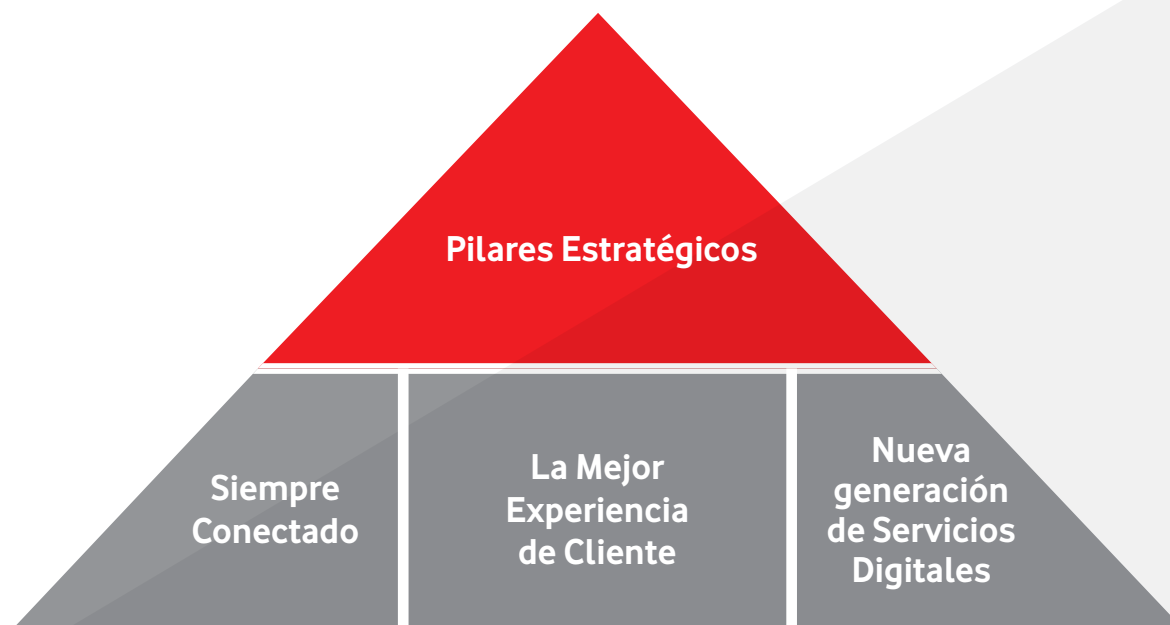 Pilares Estratégicos
Siempre
Conectado
La Mejor
Experiencia
de Cliente
Nueva
generación
de Servicios
Digitales